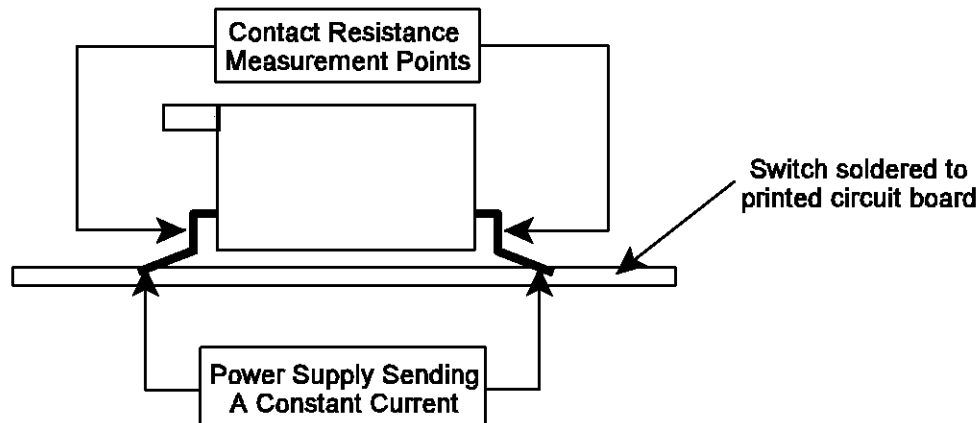 Contact Resistance
Measurement Points
Switch soldered to
printed circuit board
Power Supply Sending
A Constant Current